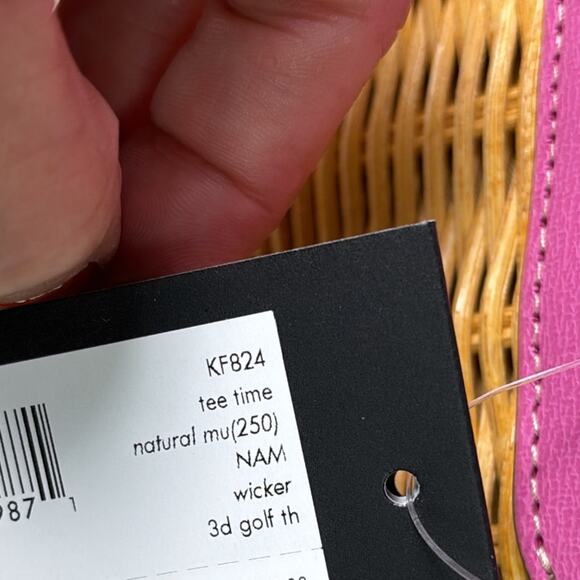 KF824
tee time
natural mu(250)
NAM
wicker
3d golf th
987 1